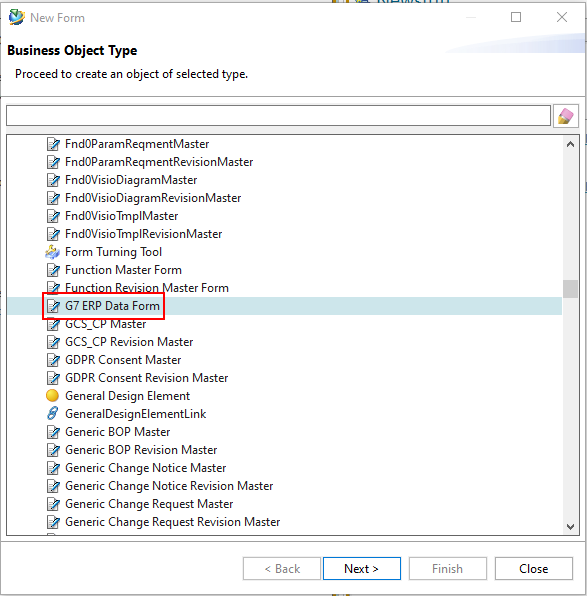 New Form
Business Object Type
Proceed to create an object of selected type.
Fnd0ParamReqmentMaster
Fnd0ParamReqmentRevisionMaster
Fnd0VisioDiagramMaster
Fnd0VisioDiagramRevisionMaster
Fnd0VisioTmplMaster
Fnd0VisioTmplRevisionMaster
Form Turning Tool
Function Master Form
Function Revision Master Form
G7 ERP Data Form
GCS_CP Master
GCS_CP Revision Master
GDPR Consent Master
GDPR Consent Revision Master
General Design Element
GeneralDesignElementLink
Generic BOP Master
Generic BOP Revision Master
Generic Change Notice Master
Generic Change Notice Revision Master
Generic Change Request Master
Generic Change Request Revision Master
< Back Next > Finish Close